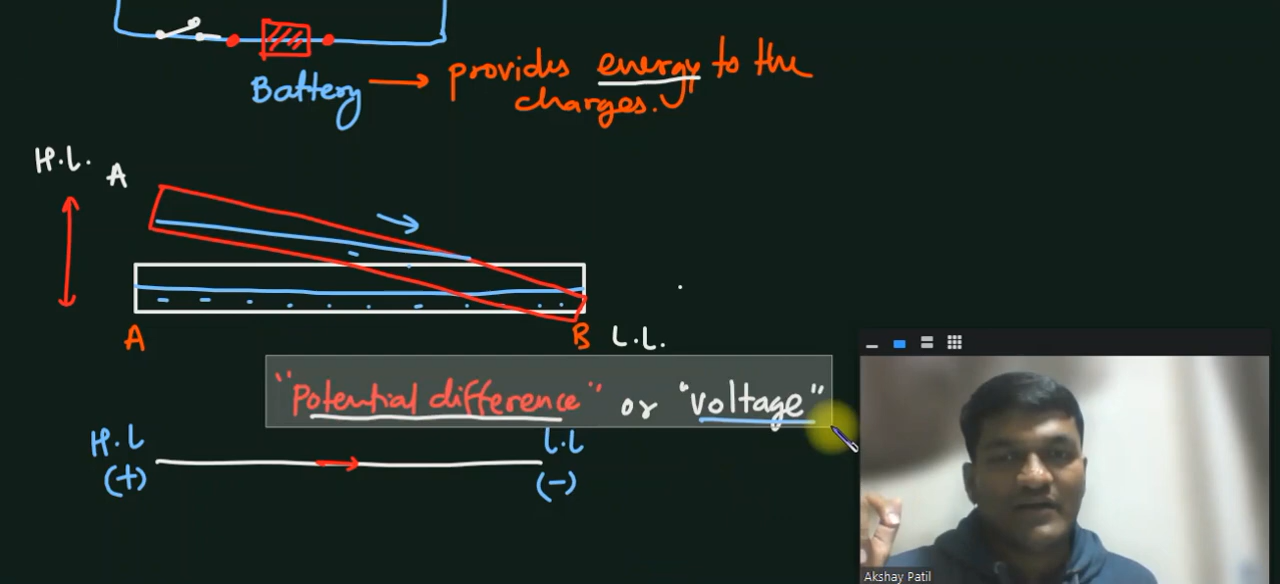 Battery → provides energy to the
charges.
H.L. A
A B L.L.
"Potential difference" or "voltage"
H.L L.L
(+) (-)
Akshay Patil